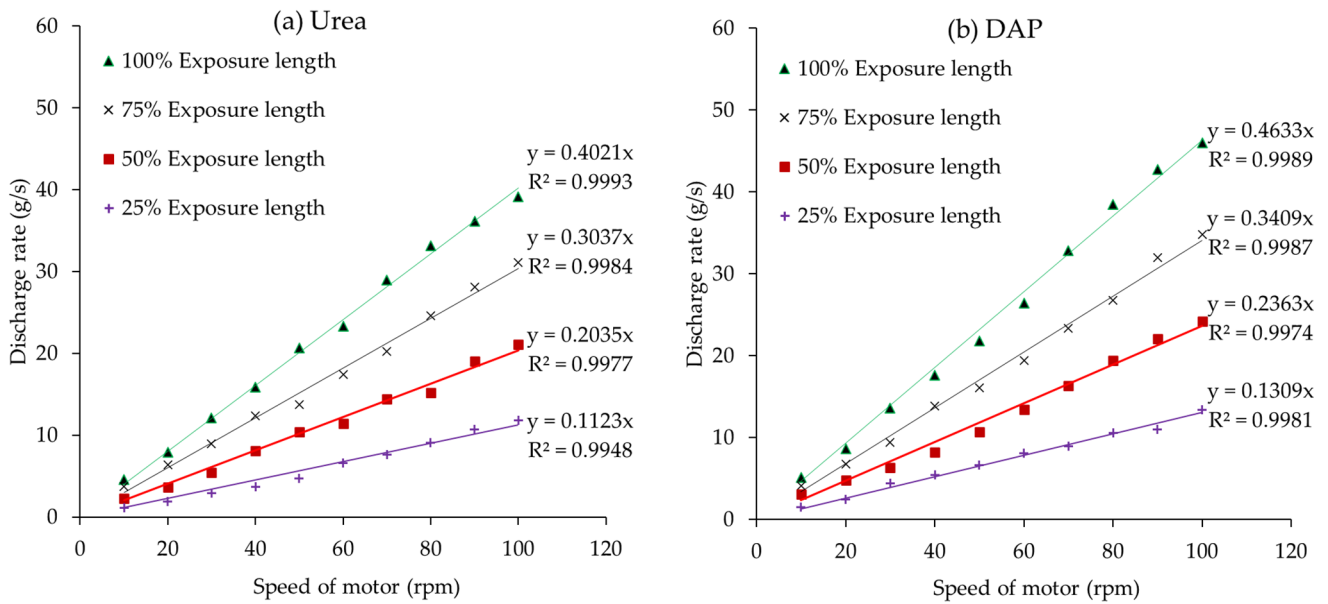 (a) Urea
100% Exposure length
75% Exposure length
50% Exposure length
25% Exposure length
y = 0.4021x
R² = 0.9993
y = 0.3037x
R² = 0.9984
y = 0.2035x
R² = 0.9977
y = 0.1123x
R² = 0.9948
Discharge rate (g/s)
60
50
40
30
20
10
0
0 20 40 60 80 100 120
Speed of motor (rpm)
(b) DAP
100% Exposure length
75% Exposure length
50% Exposure length
25% Exposure length
y = 0.4633x
R² = 0.9989
y = 0.3409x
R² = 0.9987
y = 0.2363x
R² = 0.9974
y = 0.1309x
R² = 0.9981
Discharge rate (g/s)
60
50
40
30
20
10
0
0 20 40 60 80 100 120
Speed of motor (rpm)